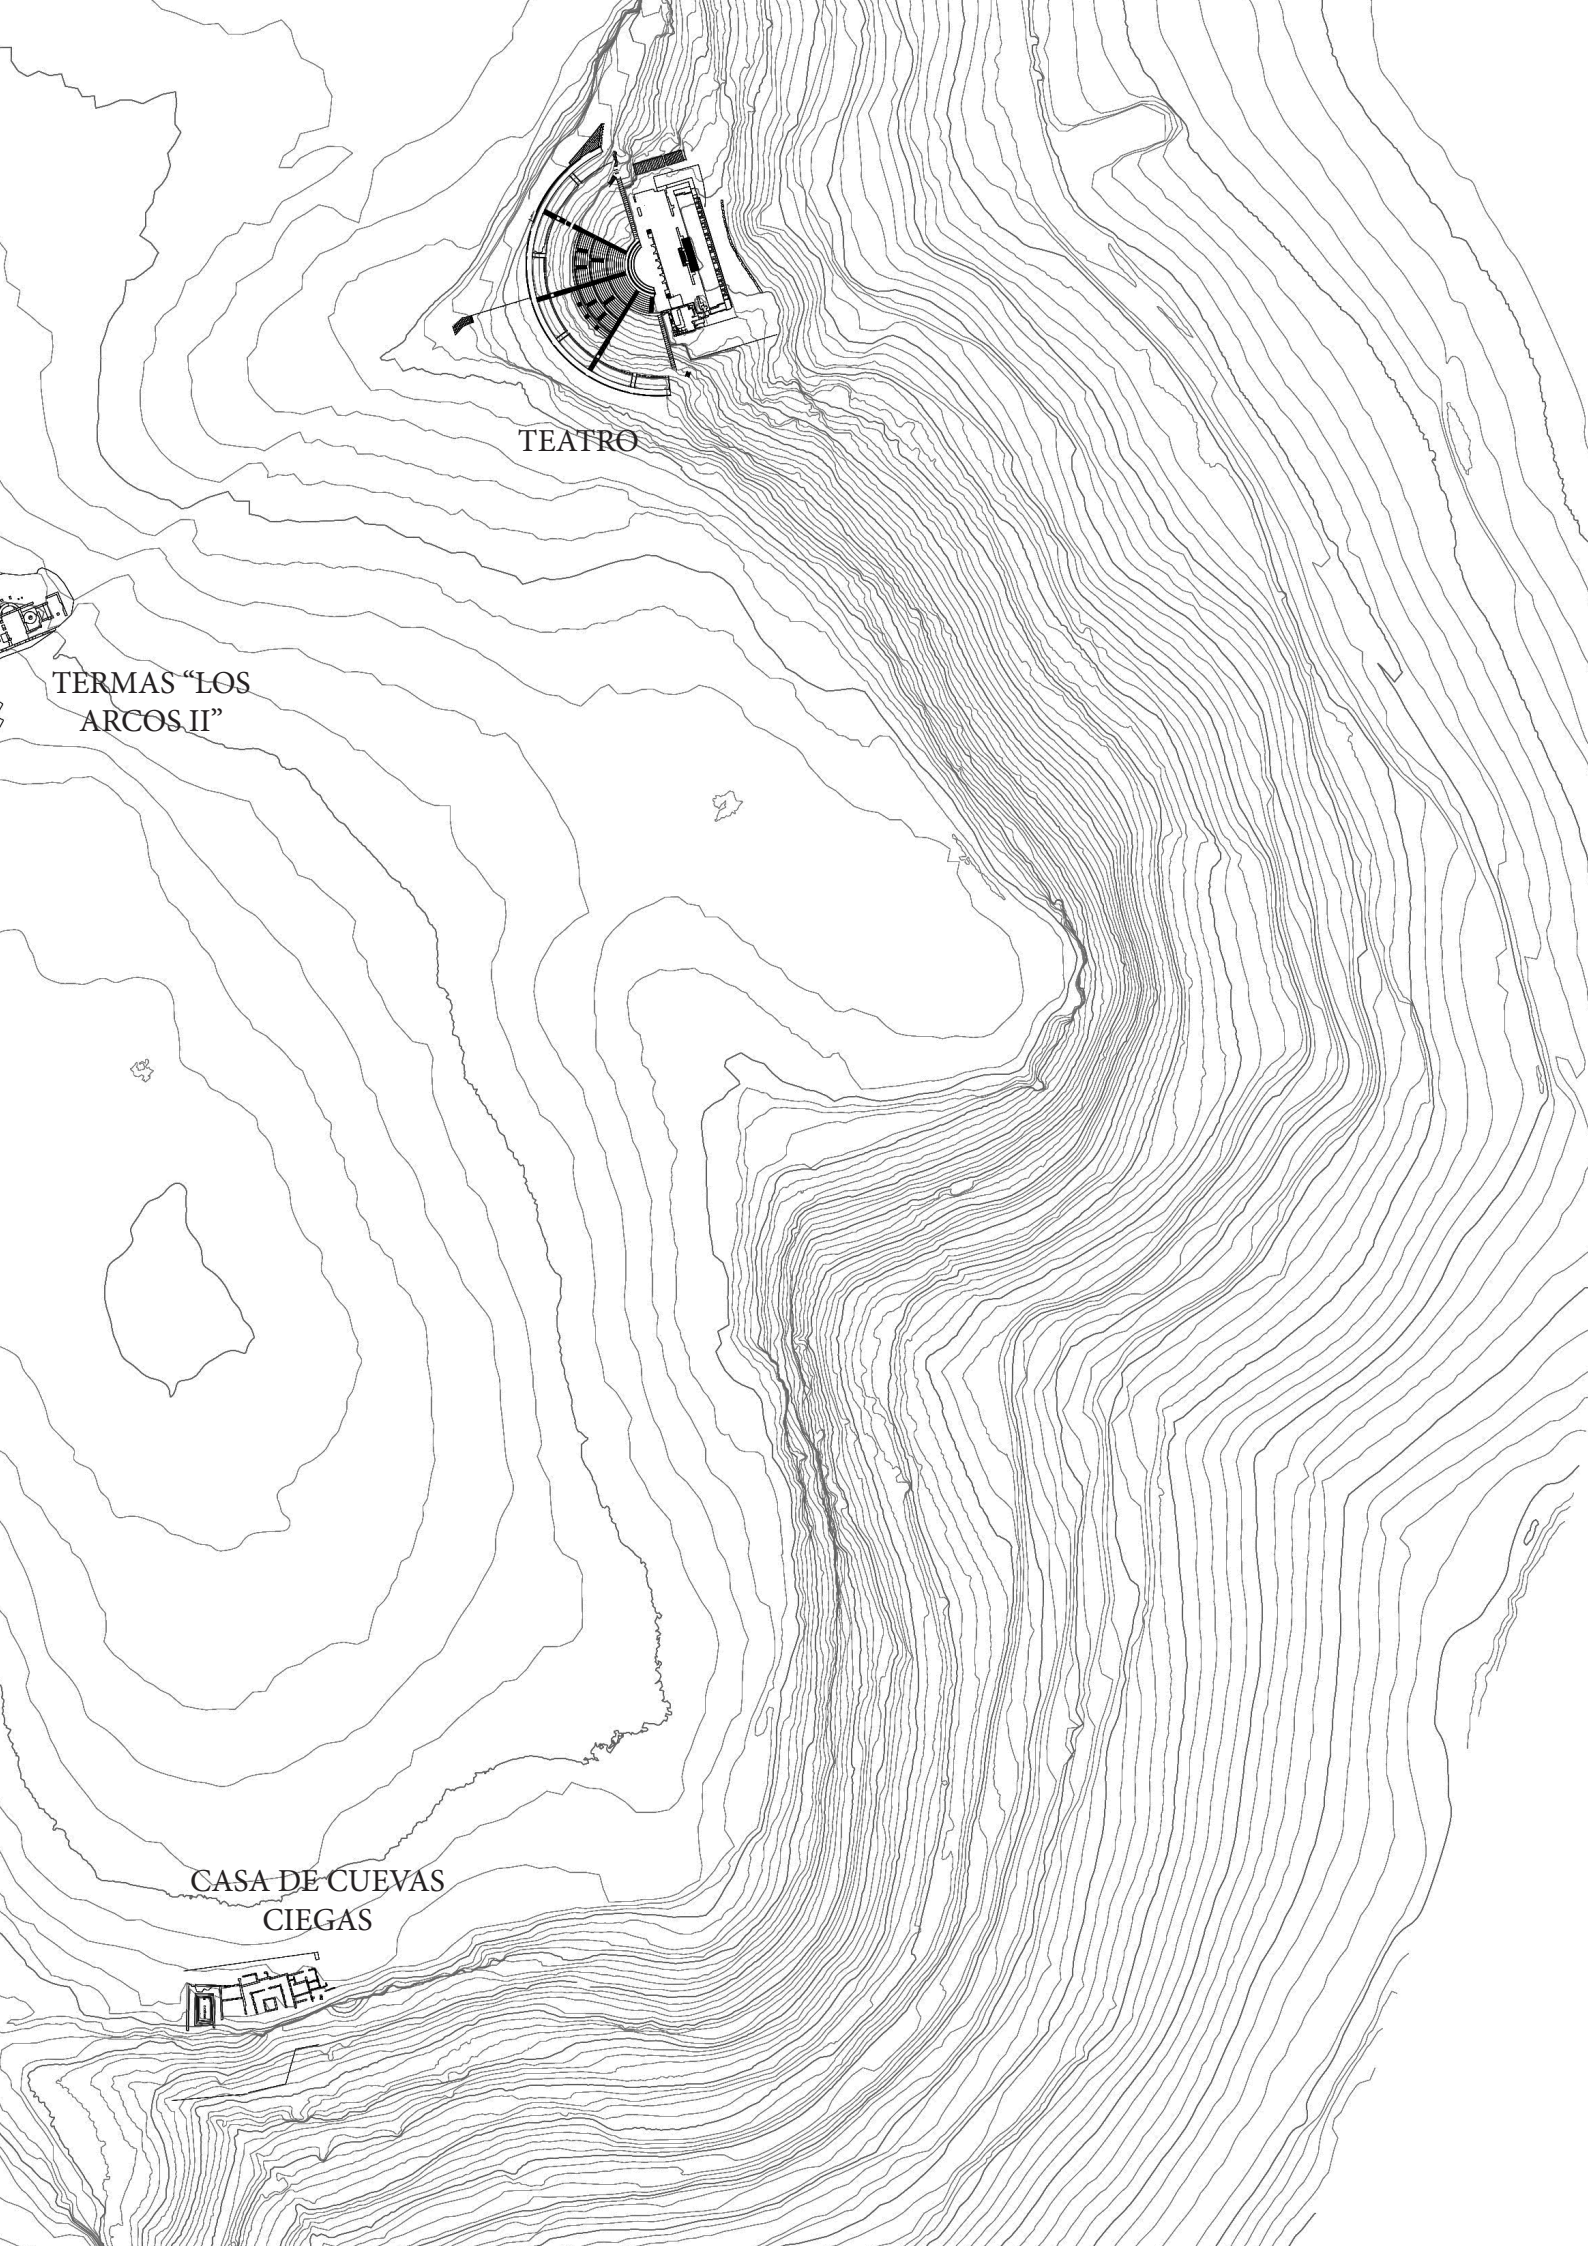 TEATRO
TERMAS “LOS
ARCOS II”
CASA DE CUEVAS
CIEGAS